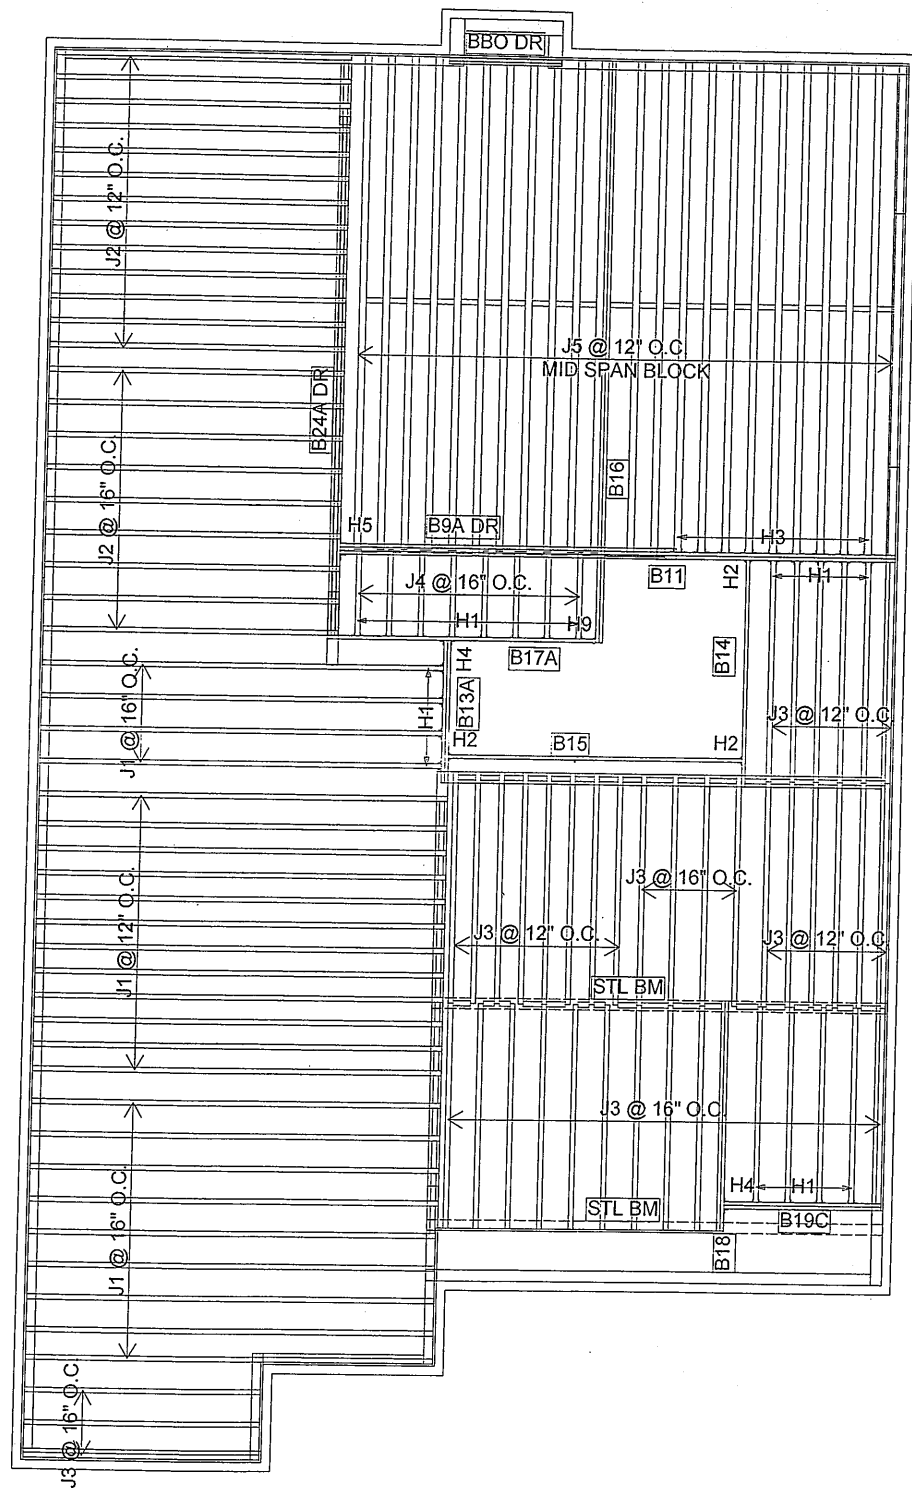 BBO DR
J2 @ 12" O.C.
J5 @ 12" O.C.
MID SPAN BLOCK
B24A DR
J2 @ 16" O.C.
B16
H5
B9A DR
H3
J4 @ 16" O.C.
B11
H2
H1
H1
H9
B17A
H4
B14
J1 @ 16" O.C.
H1
B13A
J3 @ 12" O.C.
H2
B15
H2
J3 @ 16" O.C.
J1 @ 12" O.C.
J3 @ 12" O.C.
J3 @ 12" O.C.
STL BM
J3 @ 16" O.C.
J1 @ 16" O.C.
H4
H1
STL BM
B19C
B18
J3 @ 16" O.C.